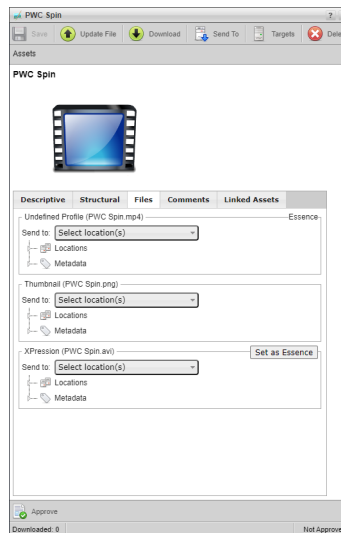 PWC Spin ?
Save Update File Download Send To Targets Dele
Assets
PWC Spin
Descriptive Structural Files Comments Linked Assets
Undefined Profile (PWC Spin.mp4) Essence
Send to: Select location(s)
Locations
Metadata
Thumbnail (PWC Spin.png)
Send to: Select location(s)
Locations
Metadata
XPression (PWC Spin.avi) Set as Essence
Send to: Select location(s)
Locations
Metadata
Approve
Downloaded: 0 Not Approve